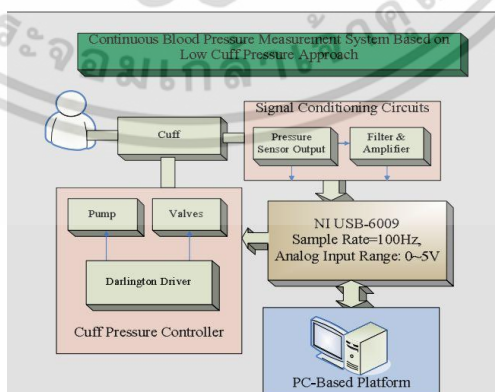 Continuous Blood Pressure Measurement System Based on
Low Cuff Pressure Approach
Signal Conditioning Circuits
Cuff
Pressure
Sensor Output
Filter &
Amplifier
Pump
Valves
Darlington Driver
Cuff Pressure Controller
NI USB-6009
Sample Rate=100Hz,
Analog Input Range: 0~5V
PC-Based Platform